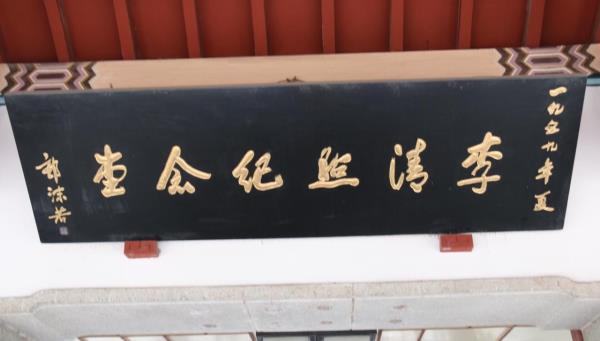 一九五九年夏
李清照纪念堂
郭沫若